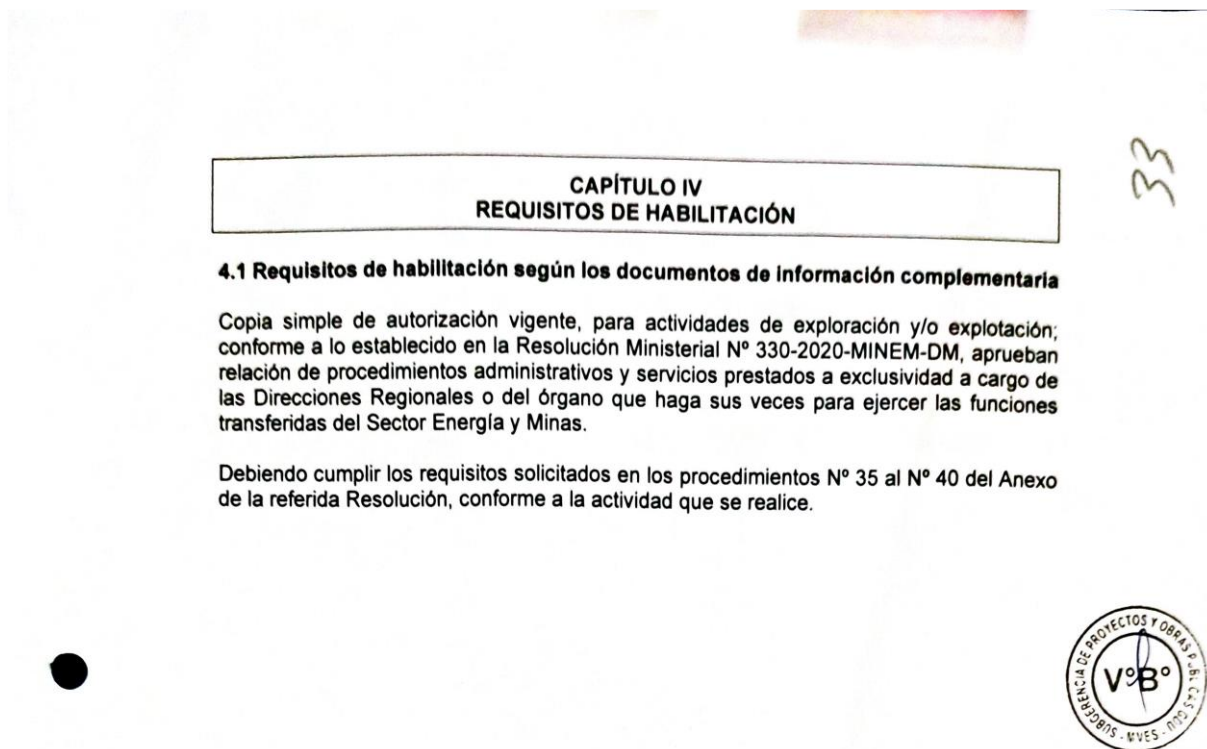 33
CAPÍTULO IV
REQUISITOS DE HABILITACIÓN
4.1 Requisitos de habilitación según los documentos de información complementaria
Copia simple de autorización vigente, para actividades de exploración y/o explotación;
conforme a lo establecido en la Resolución Ministerial Nº 330-2020-MINEM-DM, aprueban
relación de procedimientos administrativos y servicios prestados a exclusividad a cargo de
las Direcciones Regionales o del órgano que haga sus veces para ejercer las funciones
transferidas del Sector Energía y Minas.
Debiendo cumplir los requisitos solicitados en los procedimientos Nº 35 al Nº 40 del Anexo
de la referida Resolución, conforme a la actividad que se realice.
SUBGERENCIA DE PROYECTOS Y OBRAS PUBLICAS GDU
VºBº
MVES